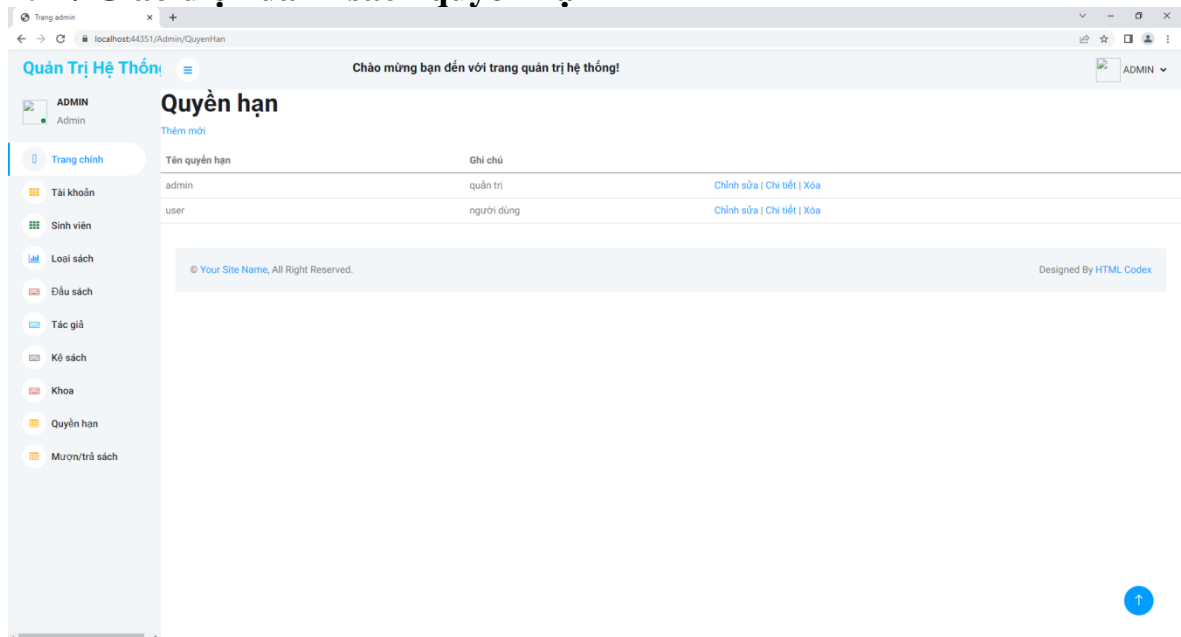 Trang admin
localhost:44351/Admin/QuyenHan
Quản Trị Hệ Thốn
Chào mừng bạn đến với trang quản trị hệ thống!
ADMIN
ADMIN
Admin
Quyền hạn
Thêm mới
Trang chính
Tên quyền hạn Ghi chú
Tài khoản
admin quản trị Chỉnh sửa | Chi tiết | Xóa
user người dùng Chỉnh sửa | Chi tiết | Xóa
Sinh viên
Loại sách
© Your Site Name, All Right Reserved. Designed By HTML Codex
Đầu sách
Tác giả
Kệ sách
Khoa
Quyền hạn
Mượn/trả sách